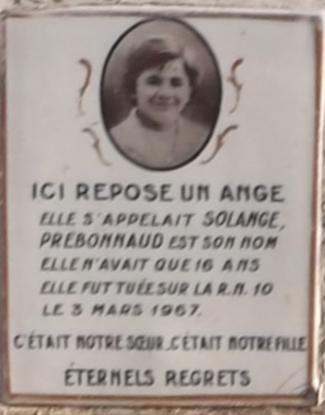 ICI REPOSE UN ANGE
ELLE S'APPELAIT SOLANGE,
PREBONNAUD EST SON NOM
ELLE N'AVAIT QUE 16 ANS
ELLE FUT TUÉE SUR LA R.N. 10
LE 3 MARS 1967.
C'ÉTAIT NOTRE SŒUR, C'ÉTAIT NOTRE FILLE
ÉTERNELS REGRETS